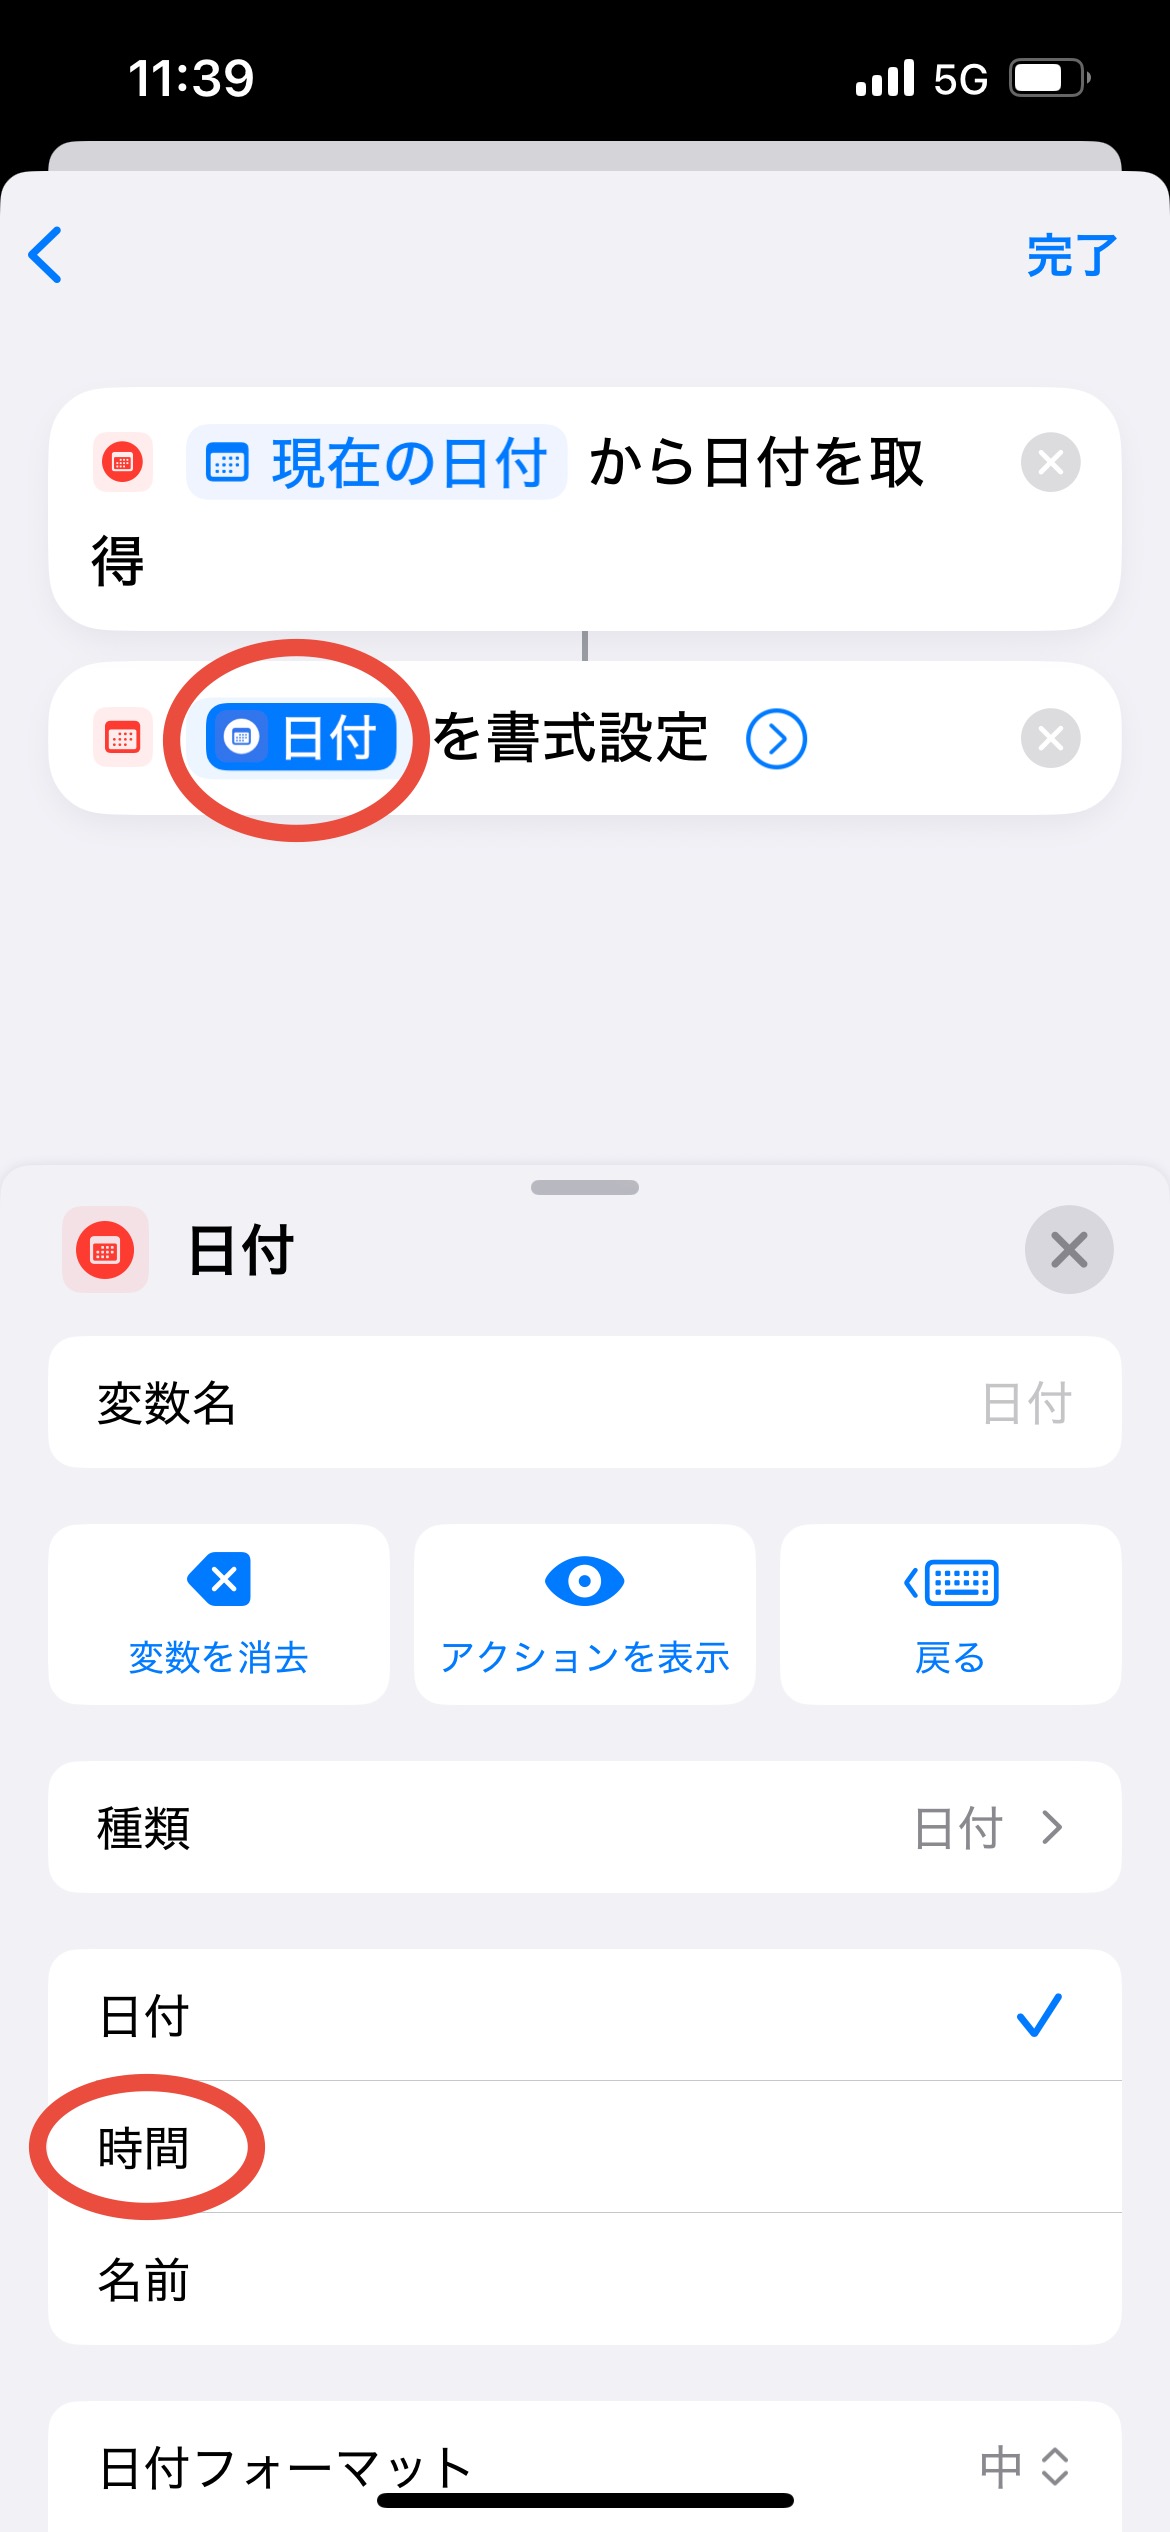 11:39
5G
完了
現在の日付 から日付を取
得
日付 を書式設定
日付
変数名 日付
変数を消去 アクションを表示 戻る
種類 日付
日付
時間
名前
日付フォーマット 中